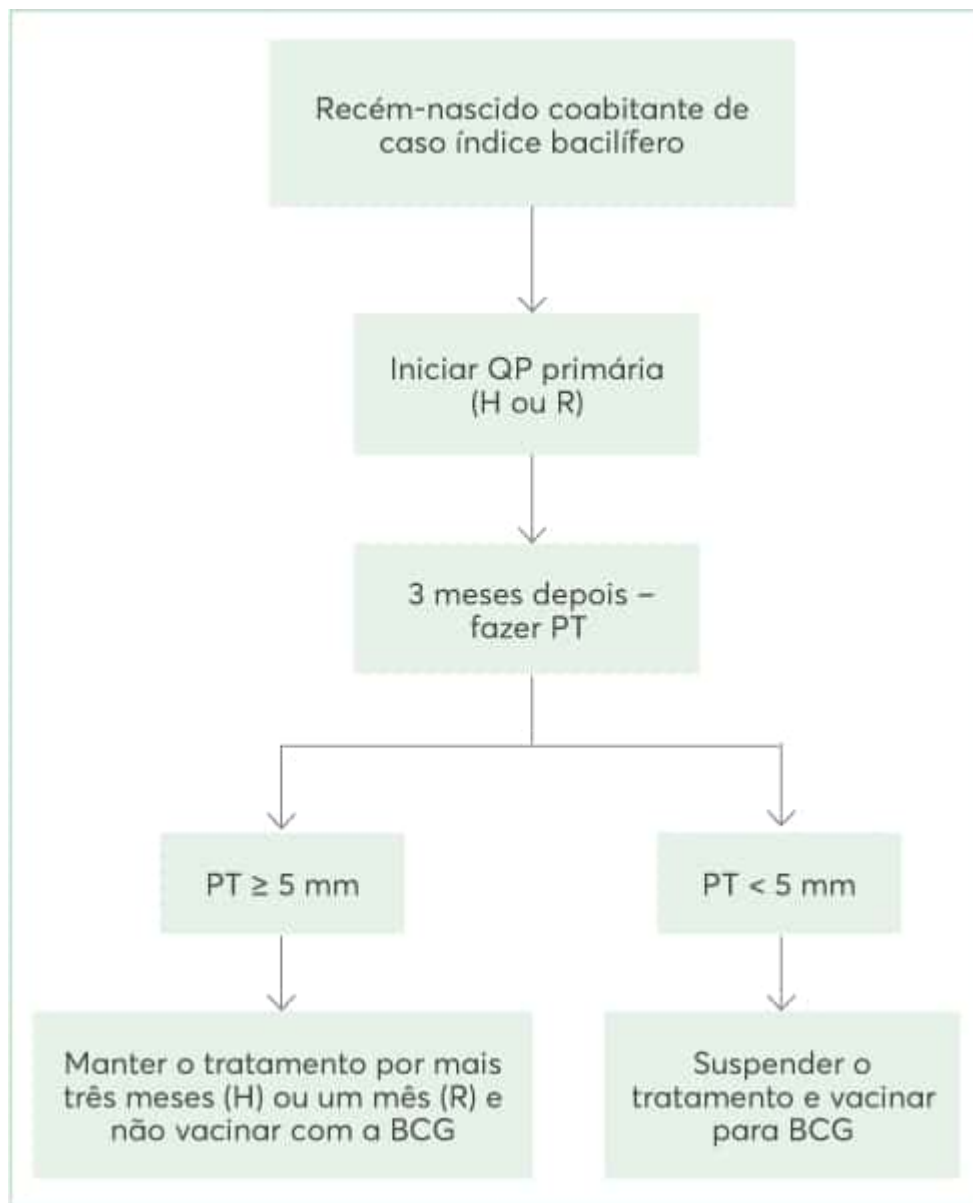 Recém-nascido coabitante de
caso índice bacilífero
Iniciar QP primária
(H ou R)
3 meses depois –
fazer PT
PT ≥ 5 mm
PT < 5 mm
Manter o tratamento por mais
três meses (H) ou um mês (R) e
não vacinar com a BCG
Suspender o
tratamento e vacinar
para BCG